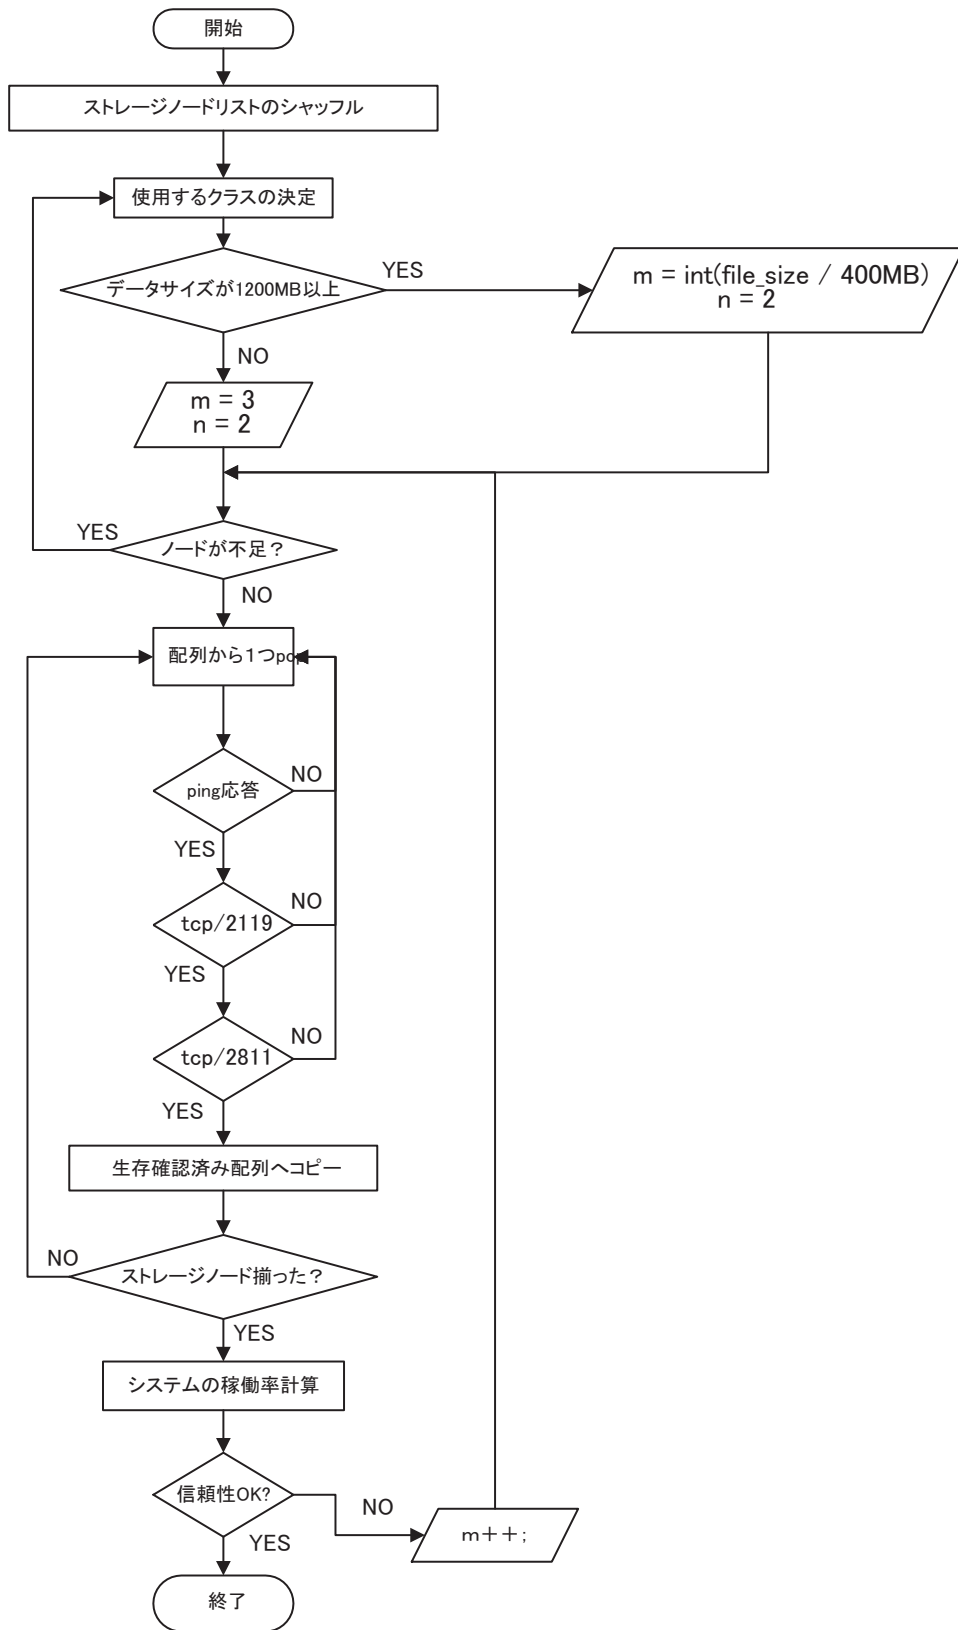 開始
ストレージノードリストのシャッフル
使用するクラスの決定
データサイズが1200MB以上
YES
m = int(file_size / 400MB)
n = 2
NO
m = 3
n = 2
YES
ノードが不足？
NO
配列から１つpop
ping応答
NO
YES
tcp/2119
NO
YES
tcp/2811
NO
YES
生存確認済み配列へコピー
NO
ストレージノード揃った？
YES
システムの稼働率計算
信頼性OK?
NO
m＋＋;
YES
終了